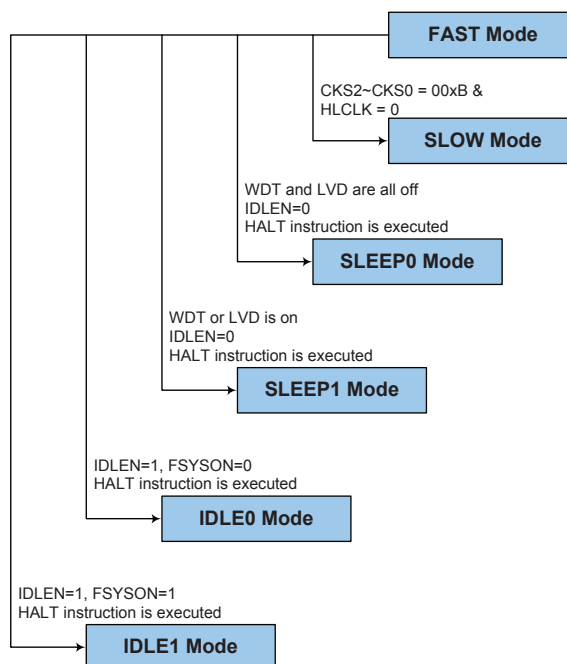 FAST Mode
CKS2~CKS0 = 00xB &
HLCLK = 0
SLOW Mode
WDT and LVD are all off
IDLEN=0
HALT instruction is executed
SLEEP0 Mode
WDT or LVD is on
IDLEN=0
HALT instruction is executed
SLEEP1 Mode
IDLEN=1, FSYSON=0
HALT instruction is executed
IDLE0 Mode
IDLEN=1, FSYSON=1
HALT instruction is executed
IDLE1 Mode